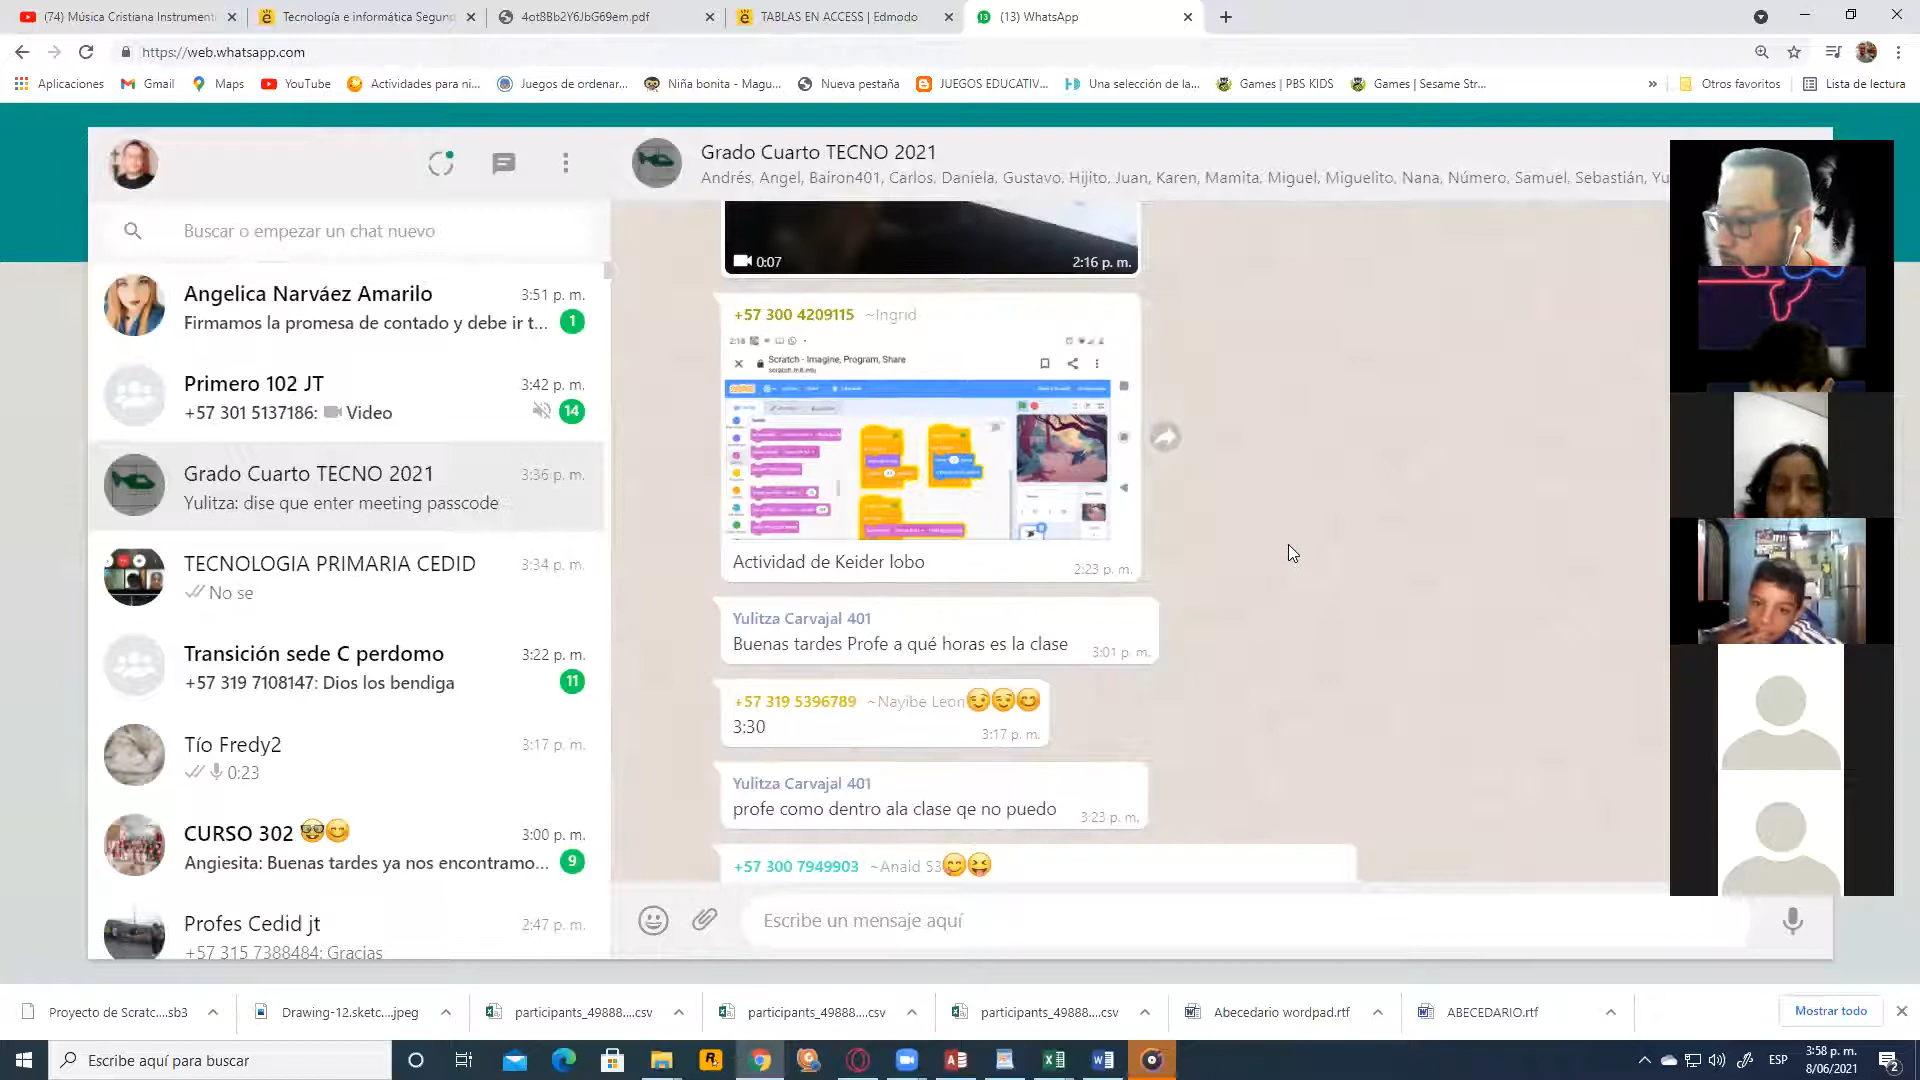 (74) Música Cristiana Instrument
Tecnología e informática Segun
4ot8Bb2Y6JbG69em.pdf
TABLAS EN ACCESS | Edmodo
(13) WhatsApp
https://web.whatsapp.com
Aplicaciones
Gmail
Maps
YouTube
Actividades para ni...
Juegos de ordenar...
Niña bonita - Magu...
Nueva pestaña
JUEGOS EDUCATIV...
Una selección de la...
Games | PBS KIDS
Games | Sesame Str...
»
Otros favoritos
Lista de lectura
Grado Cuarto TECNO 2021
Andrés, Angel, Bairon401, Carlos, Daniela, Gustavo, Hijito, Juan, Karen, Mamita, Miguel, Miguelito, Nana, Número, Samuel, Sebastián, Yu
Buscar o empezar un chat nuevo
Angelica Narváez Amarilo 3:51 p. m.
Firmamos la promesa de contado y debe ir t... 1
Primero 102 JT 3:42 p. m.
+57 301 5137186: Video 14
Grado Cuarto TECNO 2021 3:36 p. m.
Yulitza: dise que enter meeting passcode
TECNOLOGIA PRIMARIA CEDID 3:34 p. m.
No se
Transición sede C perdomo 3:22 p. m.
+57 319 7108147: Dios los bendiga 11
Tío Fredy2 3:17 p. m.
0:23
CURSO 302 🤓😊 3:00 p. m.
Angiesita: Buenas tardes ya nos encontramo... 9
Profes Cedid jt 2:47 p. m.
+57 315 7388484: Gracias
0:07 2:16 p. m.
+57 300 4209115 ~Ingrid
2:18
Scratch - Imagine, Program, Share
scratch.mit.edu
Actividad de Keider lobo
2:23 p. m.
Yulitza Carvajal 401
Buenas tardes Profe a qué horas es la clase 3:01 p. m.
+57 319 5396789 ~Nayibe Leon😏😏😊
3:30
3:17 p. m.
Yulitza Carvajal 401
profe como dentro ala clase qe no puedo 3:23 p. m.
+57 300 7949903 ~Anaid S3😋😝
Escribe un mensaje aquí
Proyecto de Scratc....sb3
Drawing-12.sketc....jpeg
participants_49888....csv
participants_49888....csv
participants_49888....csv
Abecedario wordpad.rtf
ABECEDARIO.rtf
Mostrar todo
Escribe aquí para buscar
ESP
3:58 p. m.
8/06/2021
2